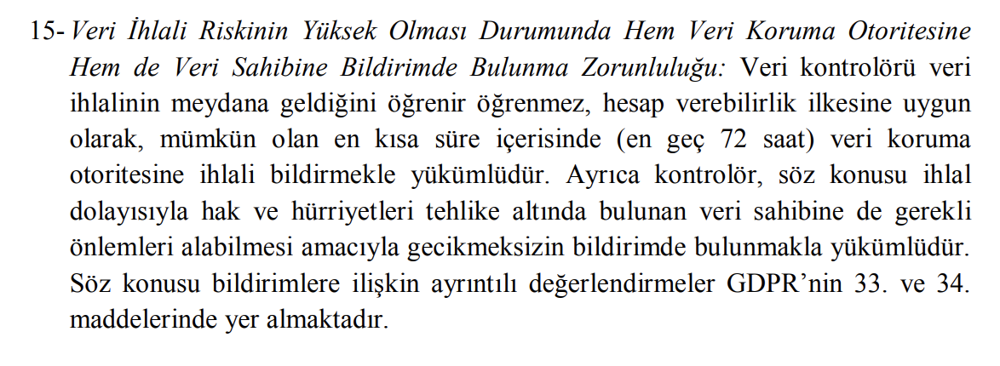 15- Veri İhlali Riskinin Yüksek Olması Durumunda Hem Veri Koruma Otoritesine
Hem de Veri Sahibine Bildirimde Bulunma Zorunluluğu: Veri kontrolörü veri
ihlalinin meydana geldiğini öğrenir öğrenmez, hesap verebilirlik ilkesine uygun
olarak, mümkün olan en kısa süre içerisinde (en geç 72 saat) veri koruma
otoritesine ihlali bildirmekle yükümlüdür. Ayrıca kontrolör, söz konusu ihlal
dolayısıyla hak ve hürriyetleri tehlike altında bulunan veri sahibine de gerekli
önlemleri alabilmesi amacıyla gecikmeksizin bildirimde bulunmakla yükümlüdür.
Söz konusu bildirimlere ilişkin ayrıntılı değerlendirmeler GDPR’nin 33. ve 34.
maddelerinde yer almaktadır.